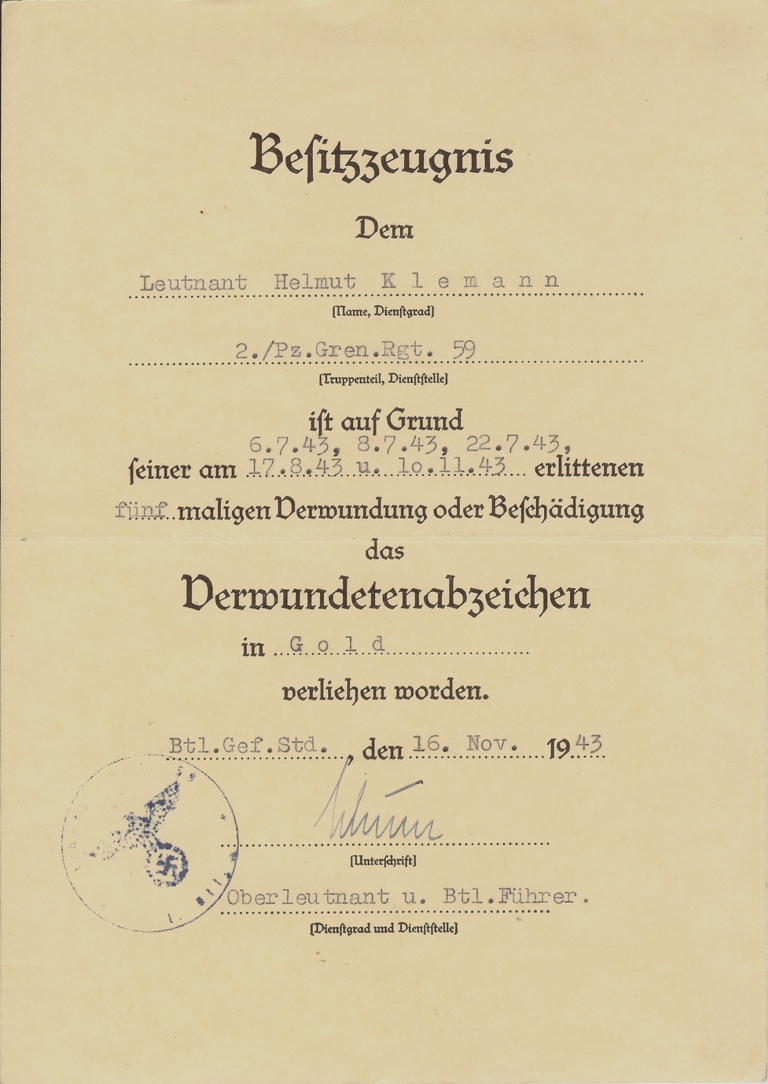 Besitzzeugnis
Dem
Leutnant Helmut K l e m a n n
(Name, Dienstgrad)
2./Pz.Gren.Rgt. 59
(Truppenteil, Dienststelle)
ist auf Grund
6.7.43, 8.7.43, 22.7.43,
seiner am 17.8.43 u. 1o.11.43 erlittenen
fünf maligen Verwundung oder Beschädigung
das
Verwundetenabzeichen
in G o l d
verliehen worden.
Btl.Gef.Std. , den 16. Nov. 1943
(Unterschrift)
Oberleutnant u. Btl.Führer.
(Dienstgrad und Dienststelle)